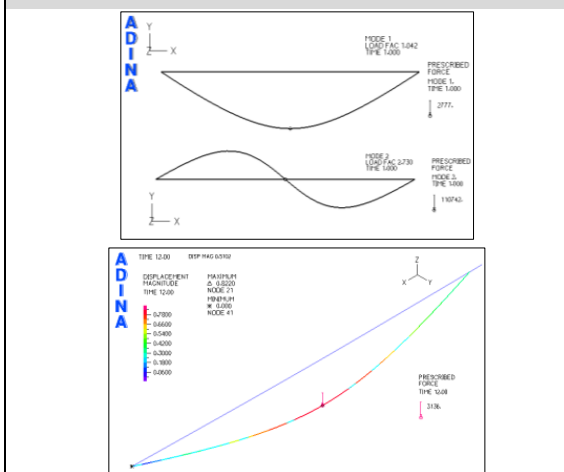 ADINA
Y
Z X
MODE 1
LOAD FAC 1.042
TIME 1.000
PRESCRIBED
FORCE
MODE 1,
TIME 1.000
2777.
MODE 2
LOAD FAC 2.730
TIME 1.000
PRESCRIBED
FORCE
MODE 2,
TIME 1.000
110742.
Y
Z X
ADINA
TIME 12.00
DISP MAG
DISPLACEMENT
MAGNITUDE
TIME 12.00
MAXIMUM
0.8220
NODE 21
MINIMUM
0.000
NODE 41
0.7800
0.6600
0.5400
0.4200
0.3000
0.1800
0.0600
Z
X Y
PRESCRIBED
FORCE
TIME 12.00
3136.